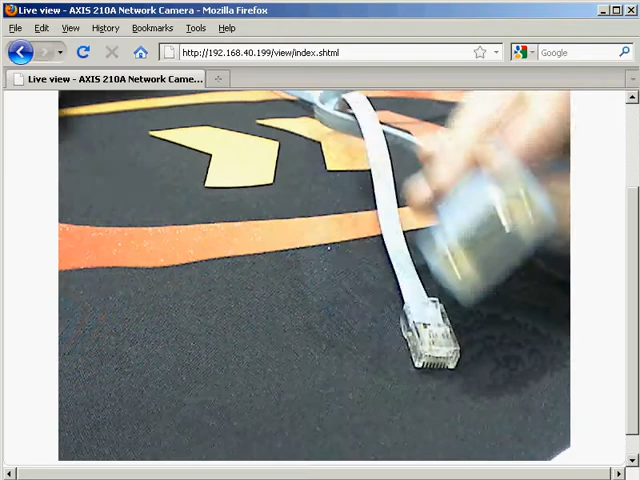 Live view - AXIS 210A Network Camera - Mozilla Firefox
File Edit View History Bookmarks Tools Help
http://192.168.40.199/view/index.shtml
Google
Live view - AXIS 210A Network Came...